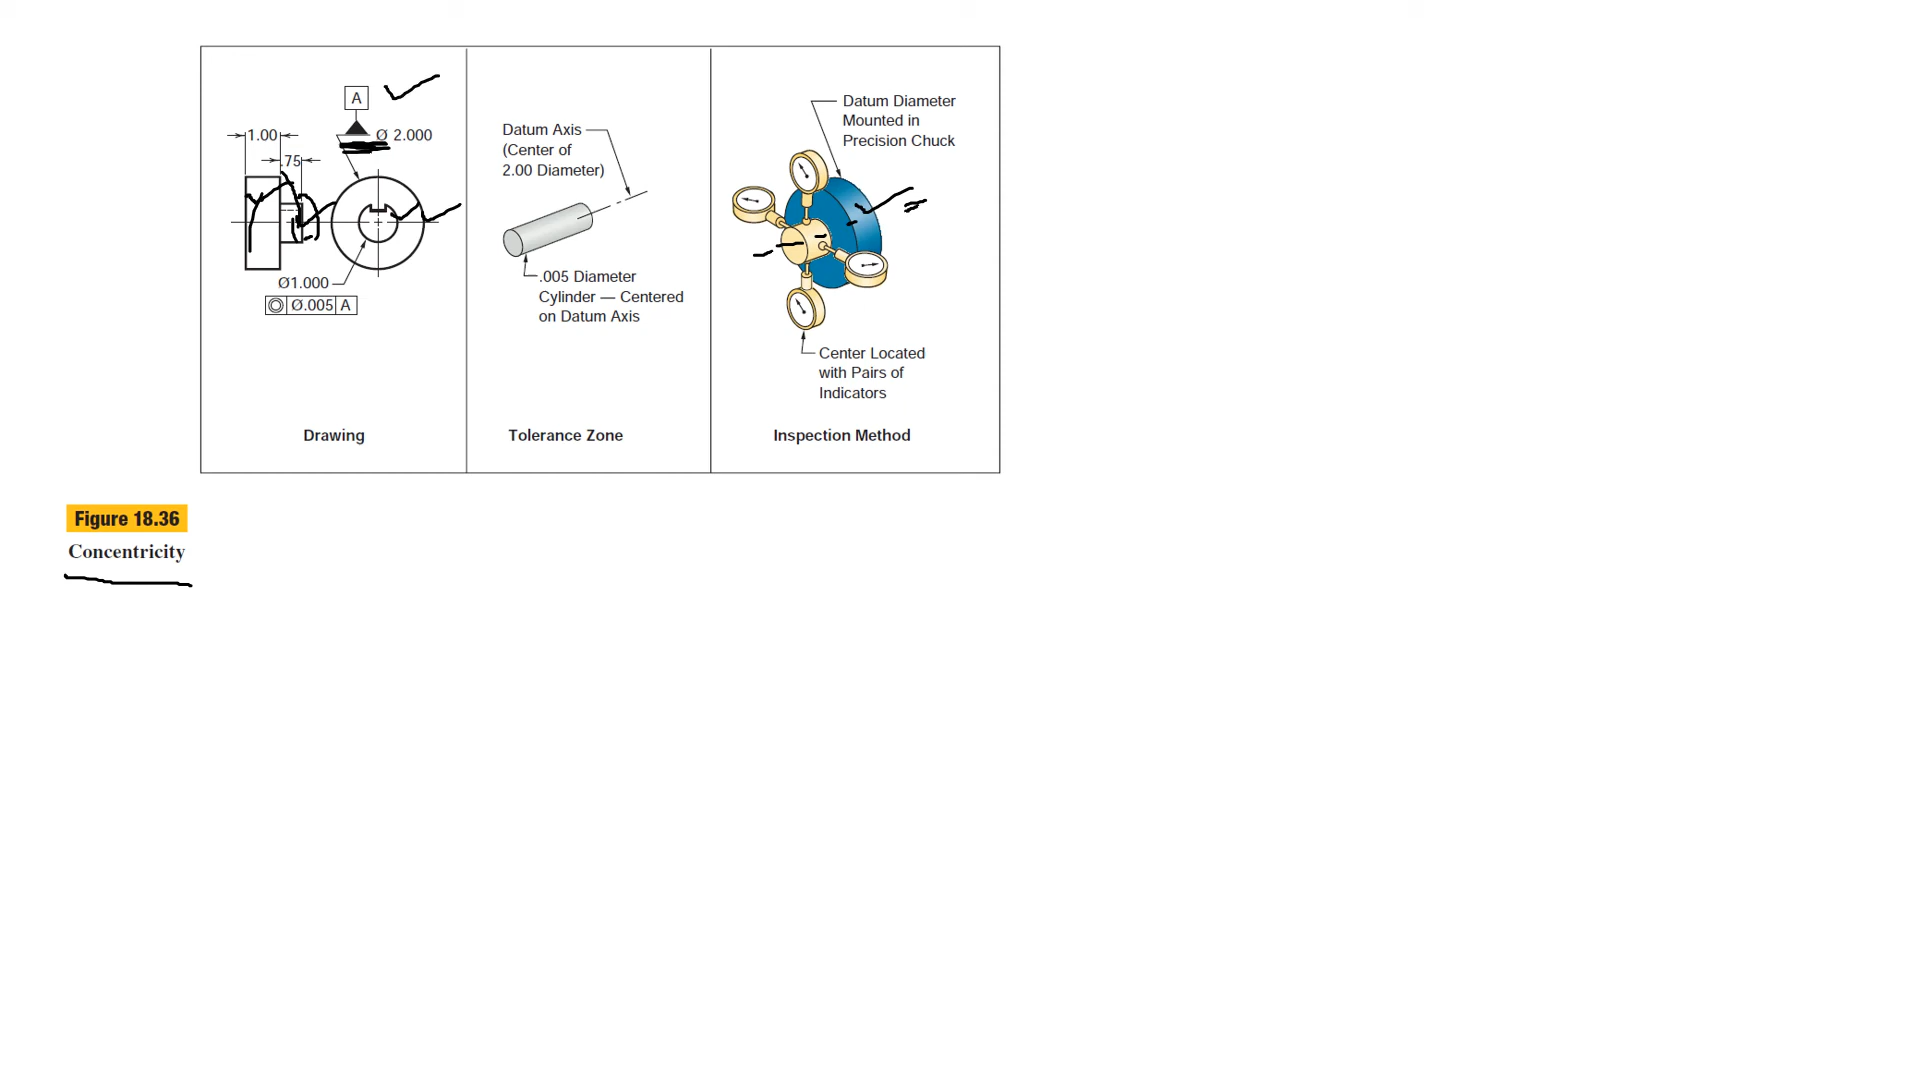 A
1.00
Ø 2.000
.75
Ø1.000
Ø.005 A
Drawing
Datum Axis
(Center of
2.00 Diameter)
.005 Diameter
Cylinder — Centered
on Datum Axis
Tolerance Zone
Datum Diameter
Mounted in
Precision Chuck
Center Located
with Pairs of
Indicators
Inspection Method
Figure 18.36
Concentricity